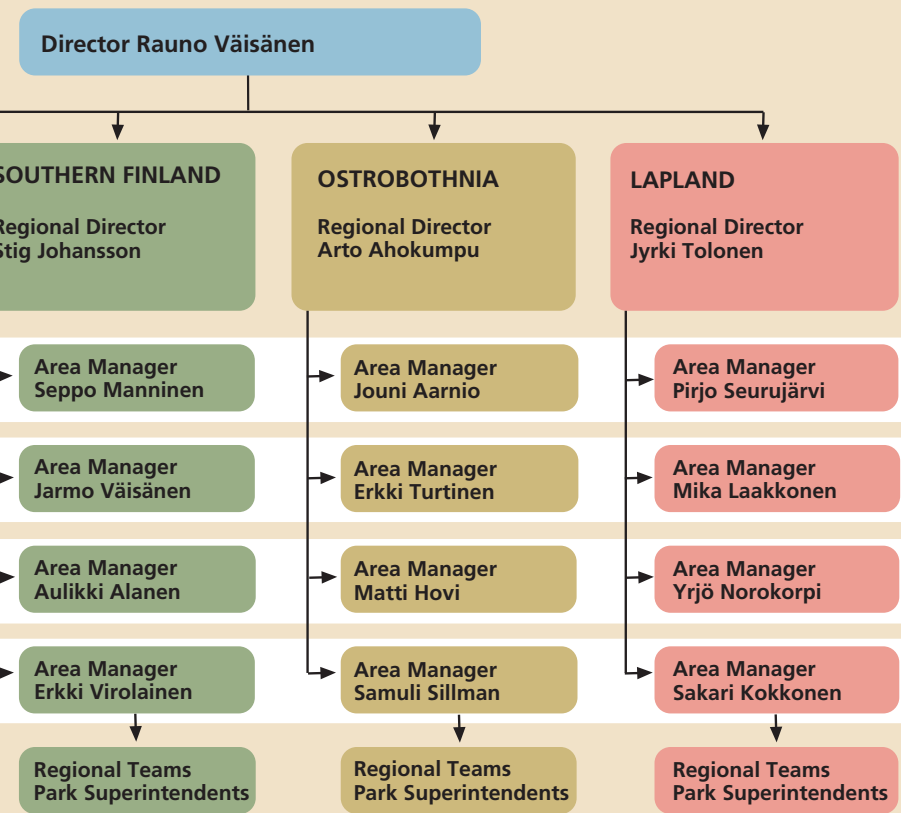 Director Rauno Väisänen
SOUTHERN FINLAND
Regional Director
Stig Johansson
OSTROBOTHNIA
Regional Director
Arto Ahokumpu
LAPLAND
Regional Director
Jyrki Tolonen
Area Manager
Seppo Manninen
Area Manager
Jouni Aarnio
Area Manager
Pirjo Seurujärvi
Area Manager
Jarmo Väisänen
Area Manager
Erkki Turtinen
Area Manager
Mika Laakkonen
Area Manager
Aulikki Alanen
Area Manager
Matti Hovi
Area Manager
Yrjö Norokorpi
Area Manager
Erkki Virolainen
Area Manager
Samuli Sillman
Area Manager
Sakari Kokkonen
Regional Teams
Park Superintendents
Regional Teams
Park Superintendents
Regional Teams
Park Superintendents